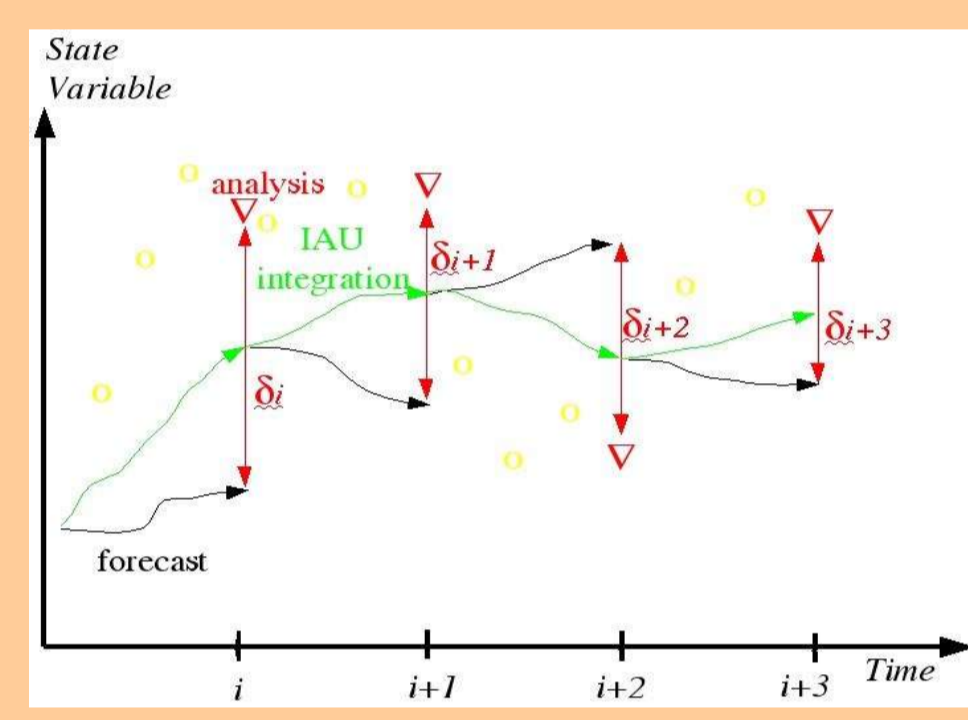 State
Variable
analysis
IAU
integration
δi+1
δi+2
δi+3
δi
forecast
i
i+1
i+2
i+3
Time